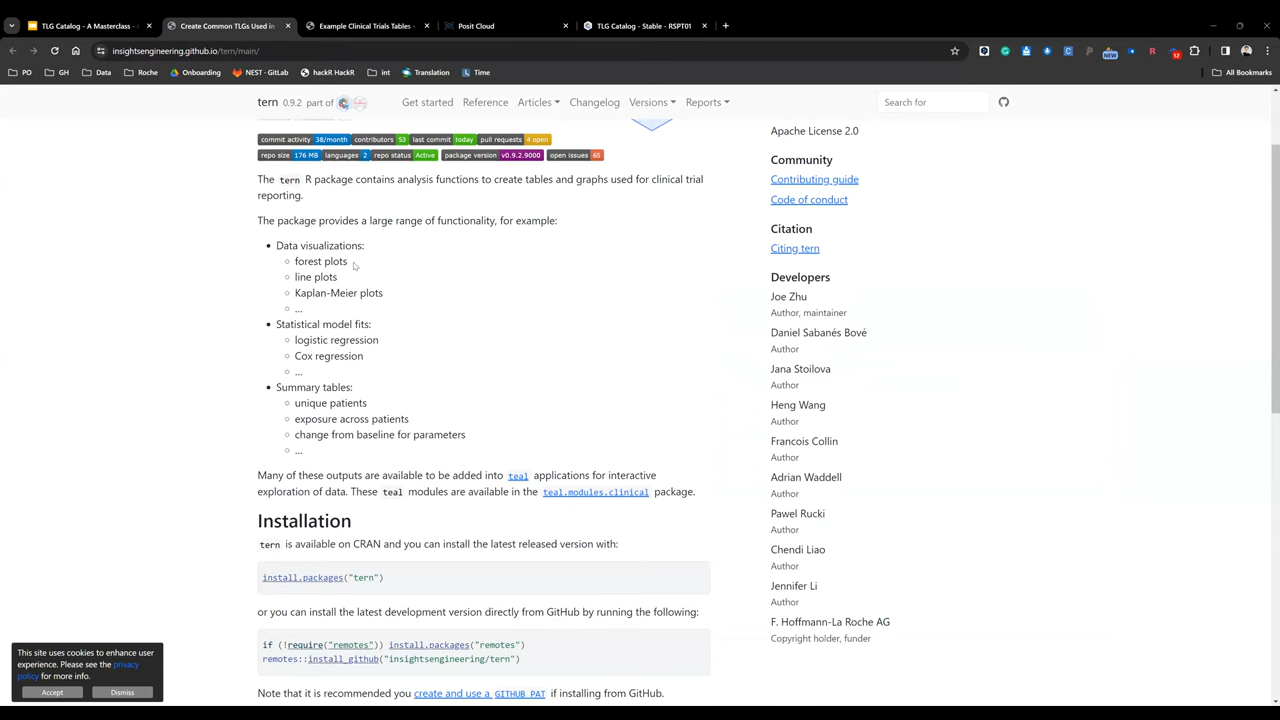 TLG Catalog - A Masterclass -
Create Common TLGs Used in
Example Clinical Trials Tables -
Posit Cloud
TLG Catalog - Stable - RSPT01
insightsengineering.github.io/tern/main/
PO
GH
Data
Roche
Onboarding
NEST - GitLab
hackR HackR
int
Translation
Time
All Bookmarks
tern 0.9.2 part of
Get started
Reference
Articles
Changelog
Versions
Reports
Search for
commit activity 38/month contributors 53 last commit today pull requests 4 open
repo size 176 MB languages 2 repo status Active package version v0.9.2.9000 open issues 65
The tern R package contains analysis functions to create tables and graphs used for clinical trial
reporting.
The package provides a large range of functionality, for example:
• Data visualizations:
◦ forest plots
◦ line plots
◦ Kaplan-Meier plots
◦ ...
• Statistical model fits:
◦ logistic regression
◦ Cox regression
◦ ...
• Summary tables:
◦ unique patients
◦ exposure across patients
◦ change from baseline for parameters
◦ ...
Many of these outputs are available to be added into teal applications for interactive
exploration of data. These teal modules are available in the teal.modules.clinical package.
Installation
tern is available on CRAN and you can install the latest released version with:
install.packages("tern")
or you can install the latest development version directly from GitHub by running the following:
if (!require("remotes")) install.packages("remotes")
remotes::install_github("insightsengineering/tern")
Note that it is recommended you create and use a GITHUB PAT if installing from GitHub.
Apache License 2.0
Community
Contributing guide
Code of conduct
Citation
Citing tern
Developers
Joe Zhu
Author, maintainer
Daniel Sabanés Bové
Author
Jana Stoilova
Author
Heng Wang
Author
Francois Collin
Author
Adrian Waddell
Author
Pawel Rucki
Author
Chendi Liao
Author
Jennifer Li
Author
F. Hoffmann-La Roche AG
Copyright holder, funder
This site uses cookies to enhance user
experience. Please see the privacy
policy for more info.
Accept
Dismiss